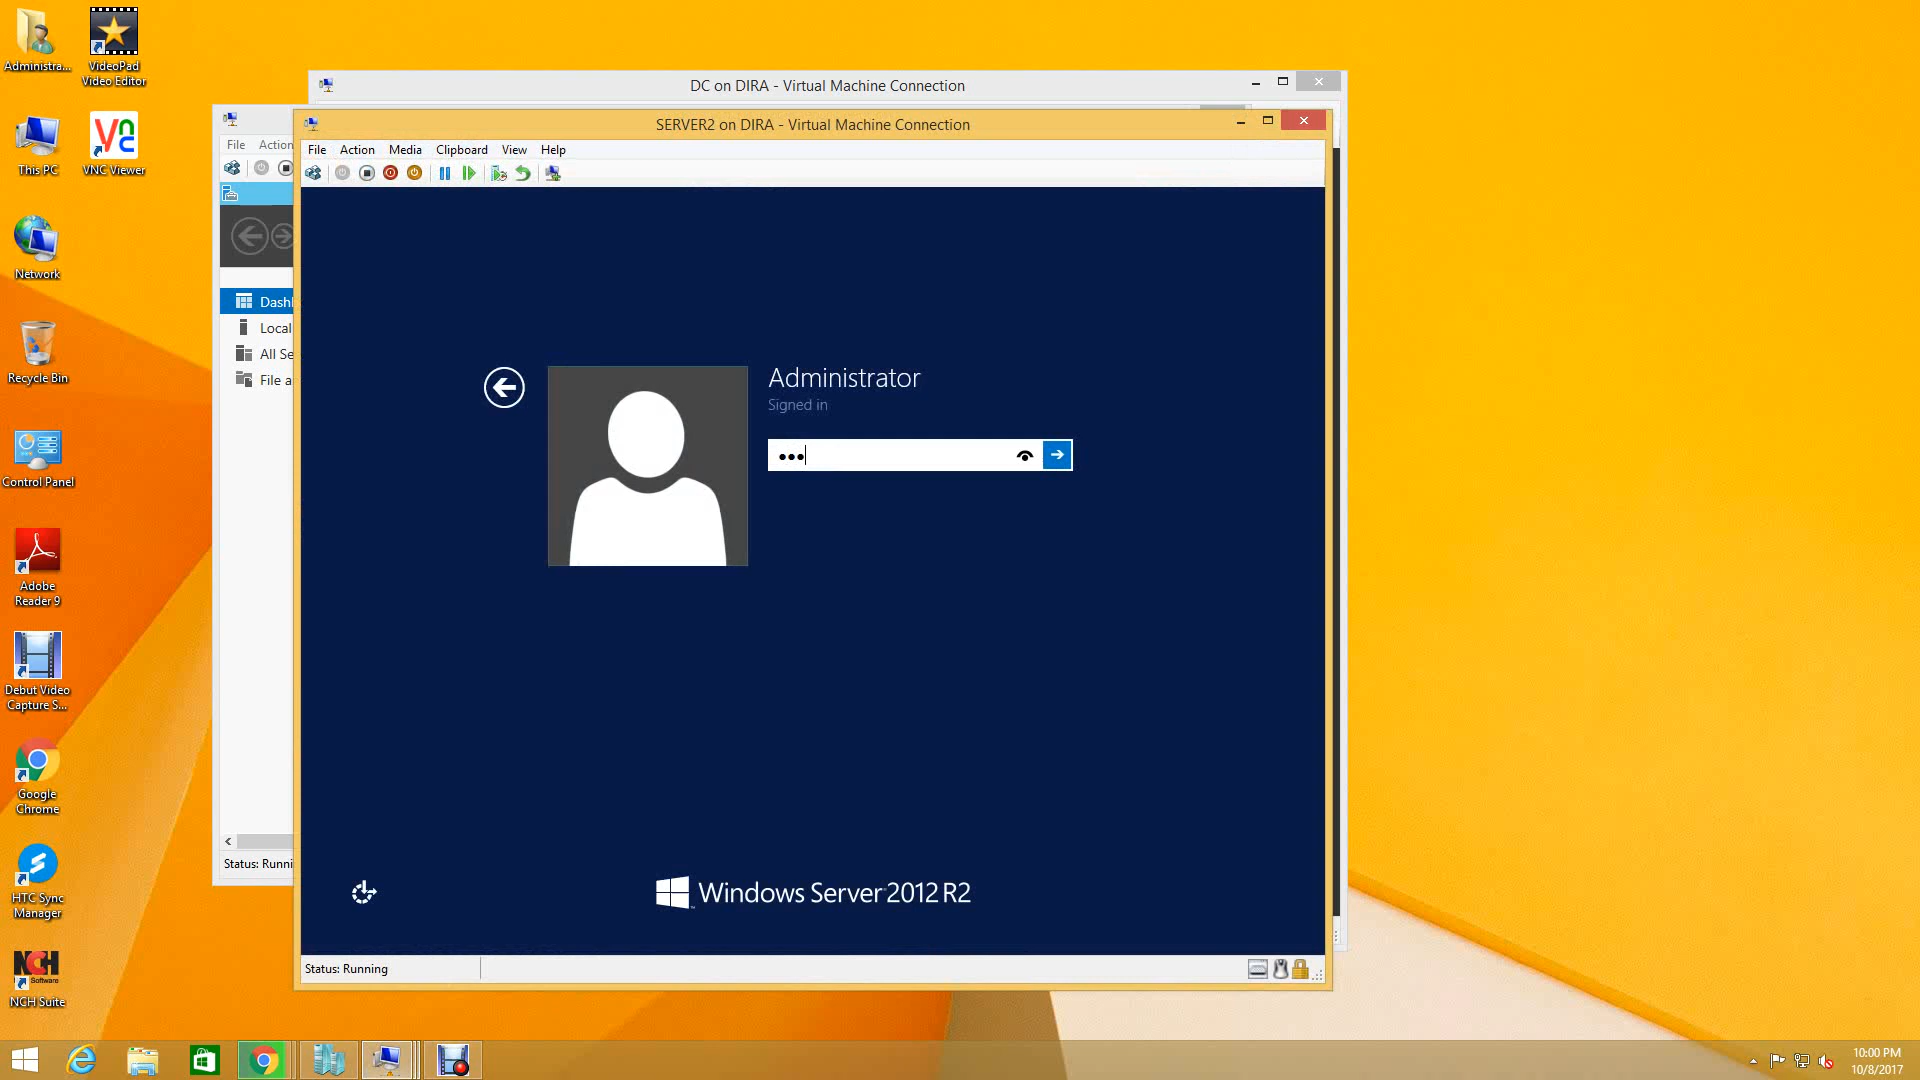 Administra...
VideoPad
Video Editor
This PC
VNC Viewer
Network
Recycle Bin
Control Panel
Adobe
Reader 9
Debut Video
Capture S...
Google
Chrome
HTC Sync
Manager
NCH Software
NCH Suite
DC on DIRA - Virtual Machine Connection
File Action
Dashl
Local
All Se
File a
Status: Runni
SERVER2 on DIRA - Virtual Machine Connection
File Action Media Clipboard View Help
Administrator
Signed in
Windows Server 2012 R2
Status: Running
10:00 PM
10/8/2017